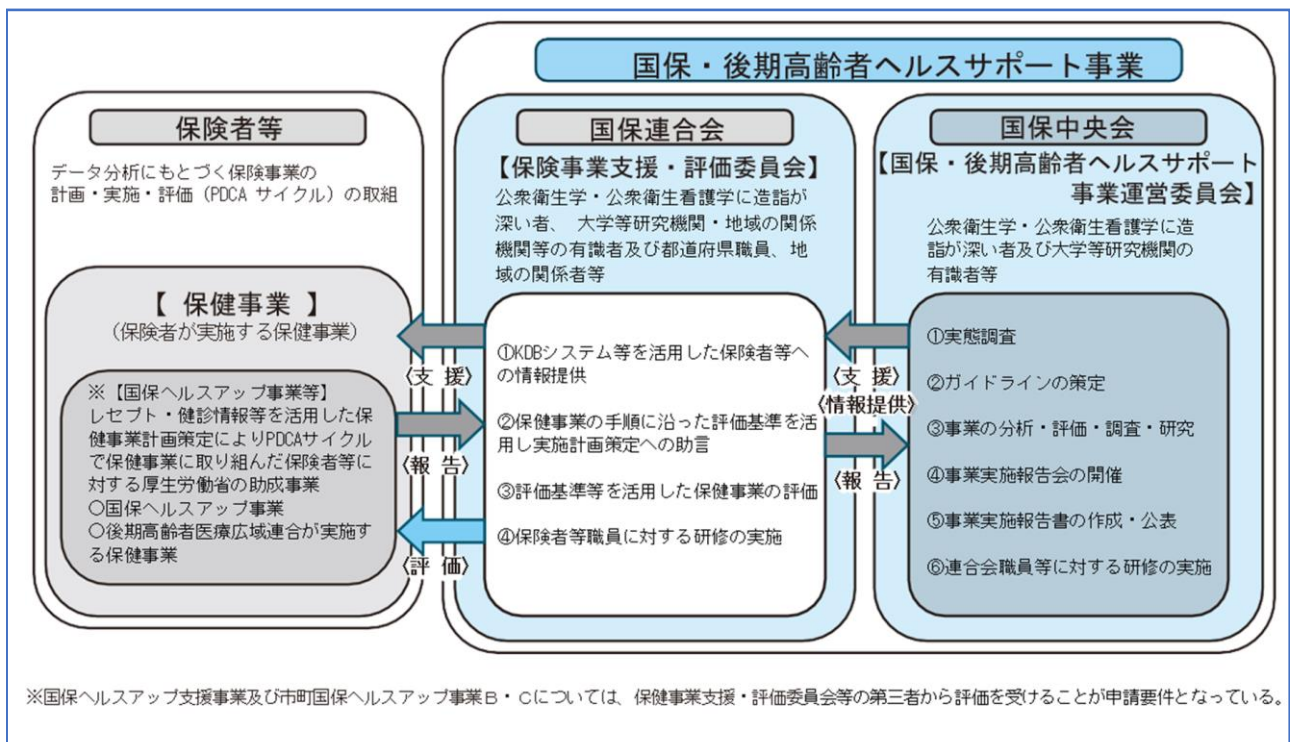 国保・後期高齢者ヘルスサポート事業
保険者等
データ分析にもとづく保険事業の
計画・実施・評価（PDCA サイクル）の取組
【 保健事業 】
（保険者が実施する保健事業）
※【国保ヘルスアップ事業等】
レセプト・健診情報等を活用した保
健事業計画策定によりPDCAサイクル
で保健事業に取り組んだ保険者等に
対する厚生労働省の助成事業
○国保ヘルスアップ事業
○後期高齢者医療広域連合が実施す
る保健事業
〈支 援〉
〈報 告〉
〈評 価〉
国保連合会
【保険事業支援・評価委員会】
公衆衛生学・公衆衛生看護学に造詣が
深い者、 大学等研究機関・地域の関係
機関等の有識者及び都道府県職員、地
域の関係者等
①KDBシステム等を活用した保険者等へ
の情報提供
②保健事業の手順に沿った評価基準を活
用し実施計画策定への助言
③評価基準等を活用した保健事業の評価
④保険者等職員に対する研修の実施
〈支 援〉
〈情報提供〉
〈報 告〉
国保中央会
【国保・後期高齢者ヘルスサポート
事業運営委員会】
公衆衛生学・公衆衛生看護学に造
詣が深い者及び大学等研究機関の
有識者等
①実態調査
②ガイドラインの策定
③事業の分析・評価・調査・研究
④事業実施報告会の開催
⑤事業実施報告書の作成・公表
⑥連合会職員等に対する研修の実施
※国保ヘルスアップ支援事業及び市町国保ヘルスアップ事業Ｂ・Ｃについては、保健事業支援・評価委員会等の第三者から評価を受けることが申請要件となっている。